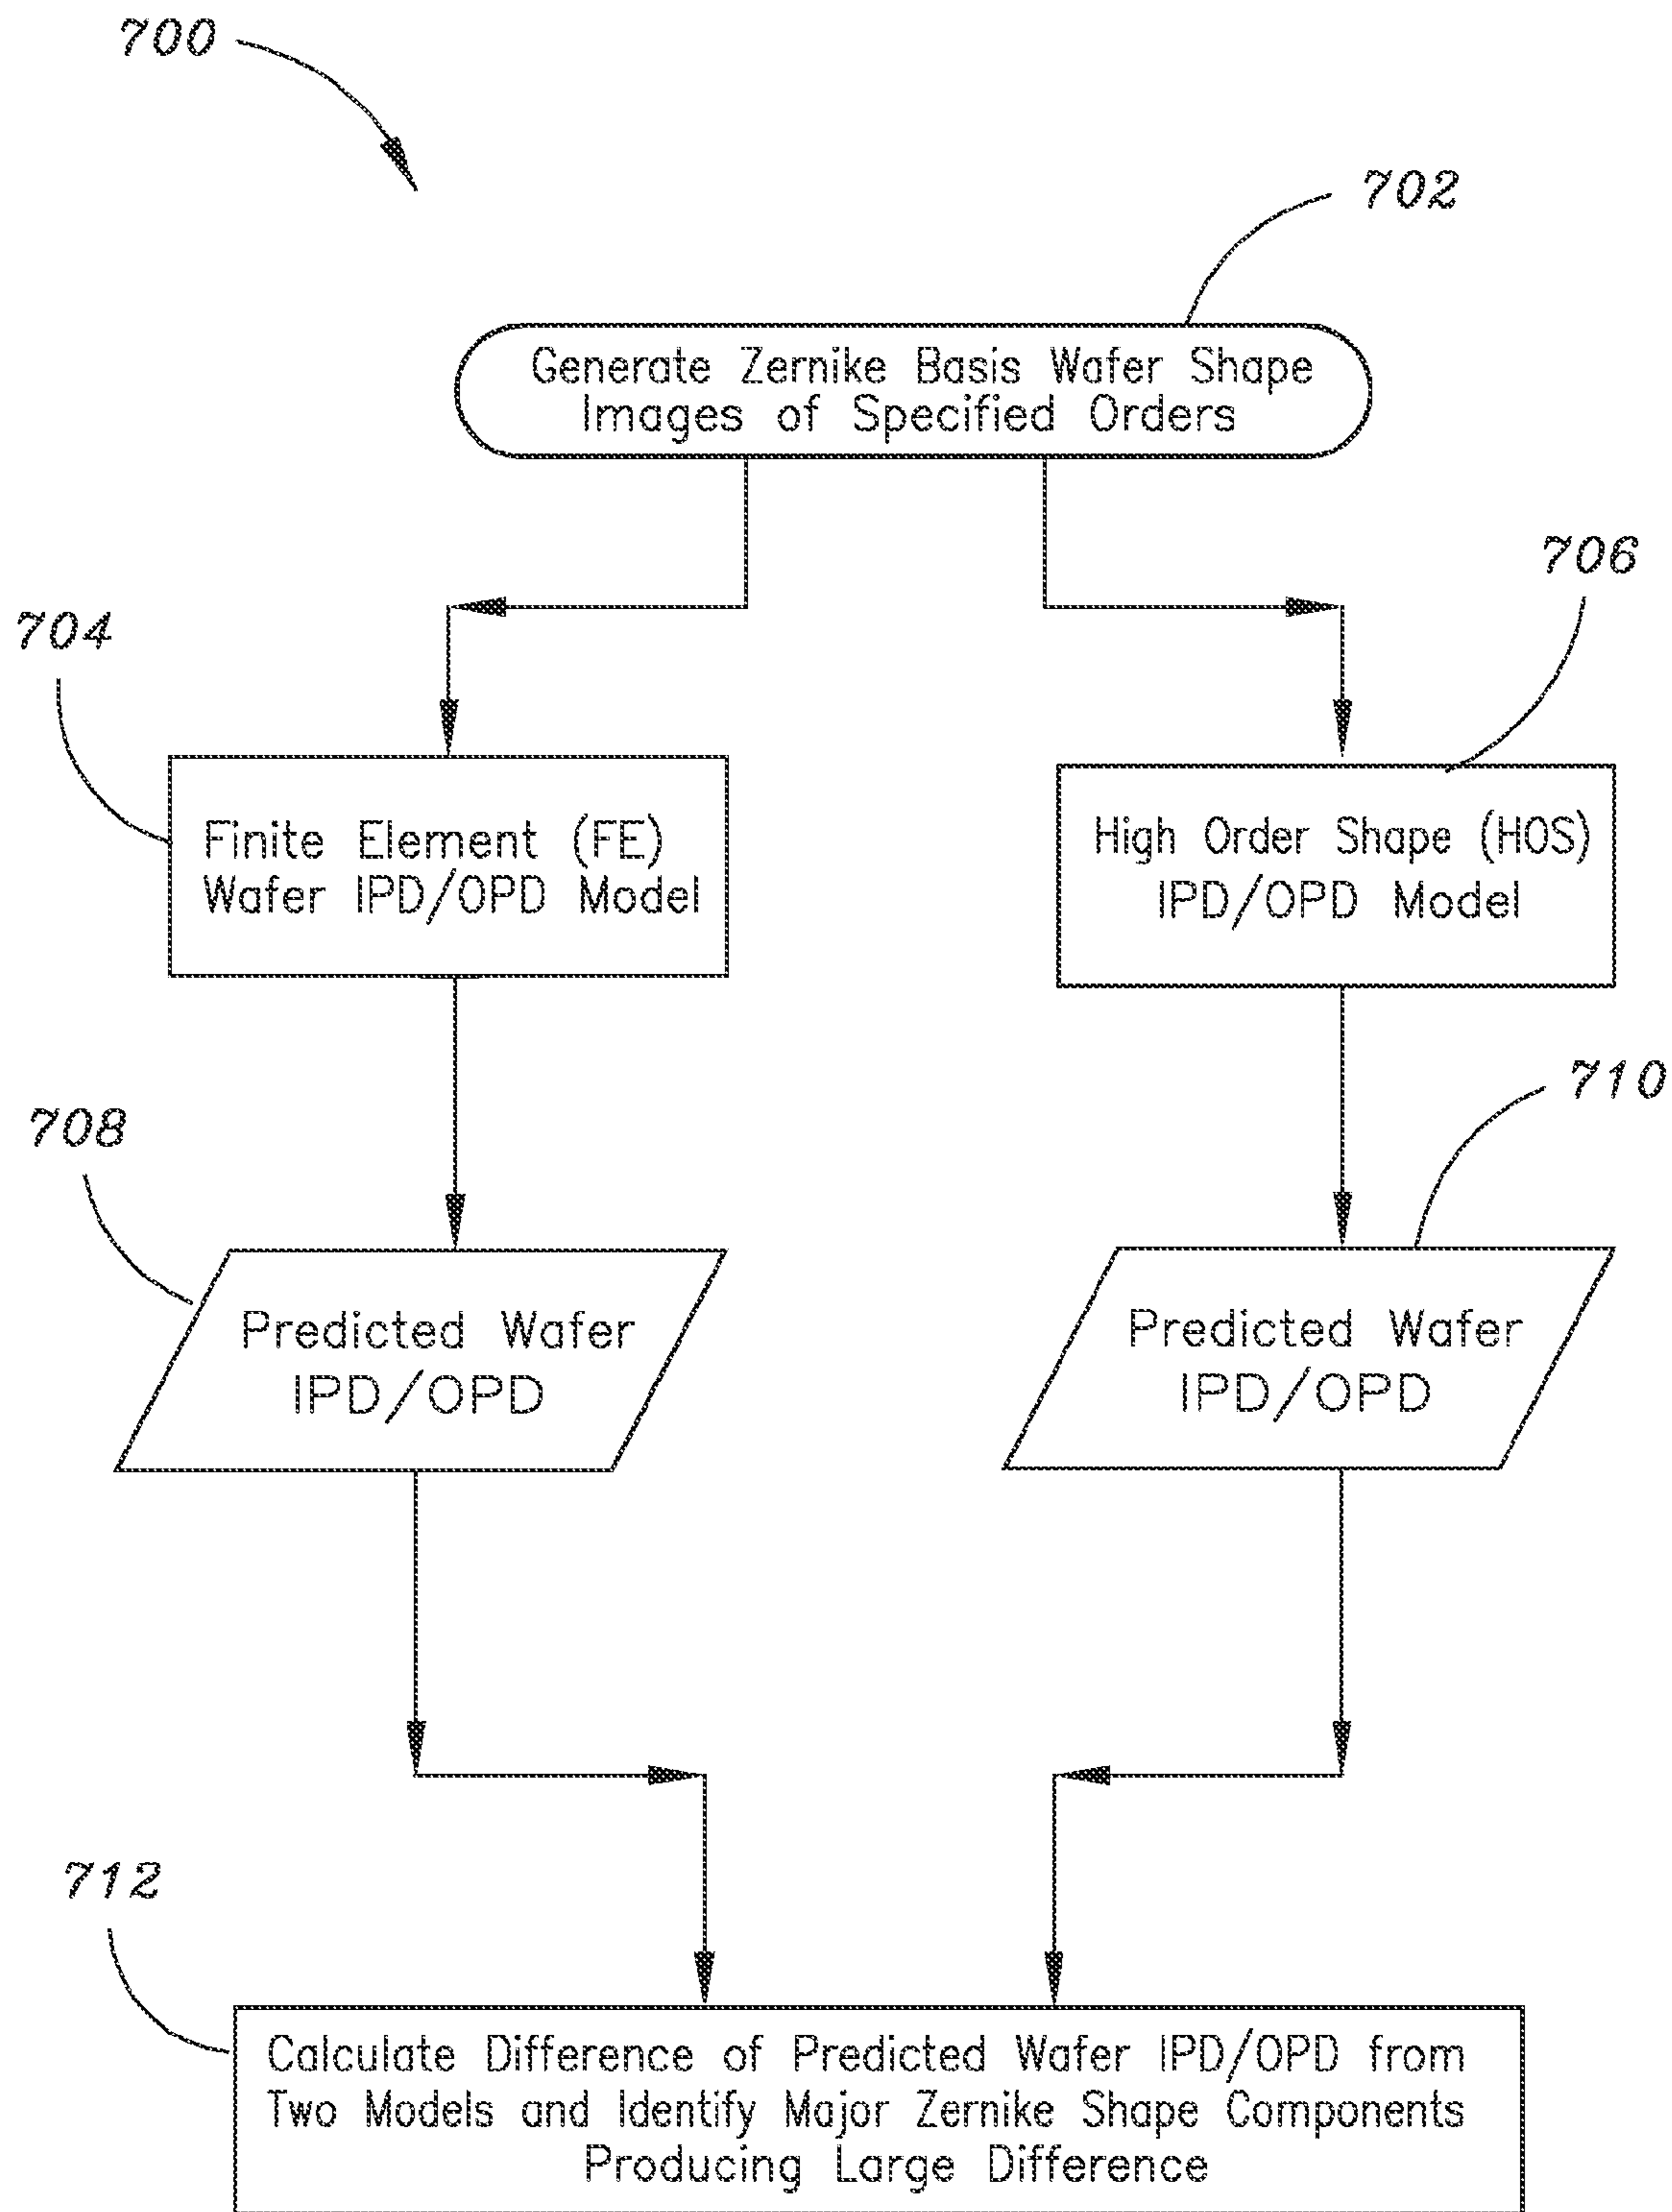 700
702
Generate Zernike Basis Wafer Shape
Images of Specified Orders
704
706
Finite Element (FE)
Wafer IPD/OPD Model
High Order Shape (HOS)
IPD/OPD Model
708
710
Predicted Wafer
IPD/OPD
Predicted Wafer
IPD/OPD
712
Calculate Difference of Predicted Wafer IPD/OPD from
Two Models and Identify Major Zernike Shape Components
Producing Large Difference